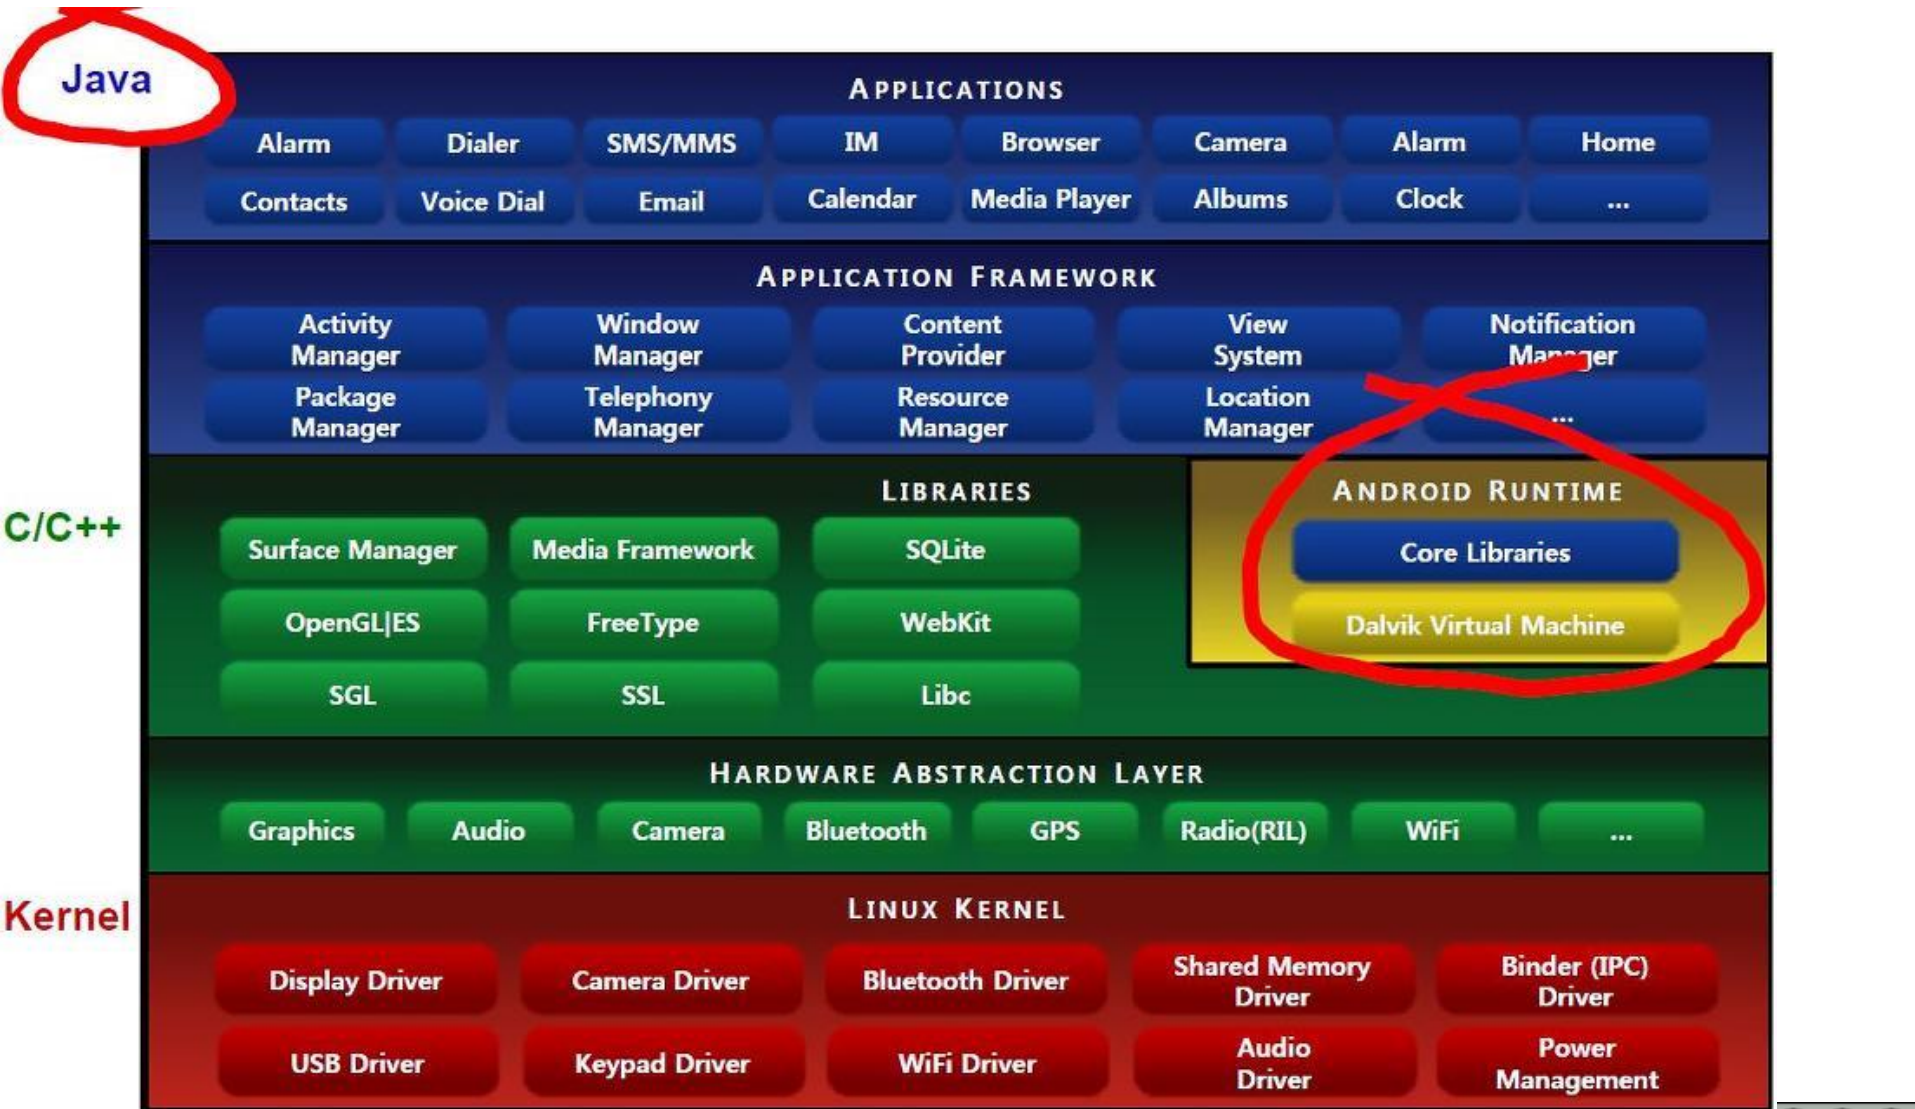 Java
APPLICATIONS
Alarm Dialer SMS/MMS IM Browser Camera Alarm Home
Contacts Voice Dial Email Calendar Media Player Albums Clock ...
APPLICATION FRAMEWORK
Activity Manager Window Manager Content Provider View System Notification Manager
Package Manager Telephony Manager Resource Manager Location Manager ...
C/C++
LIBRARIES
Surface Manager Media Framework SQLite
OpenGL|ES FreeType WebKit
SGL SSL Libc
ANDROID RUNTIME
Core Libraries
Dalvik Virtual Machine
HARDWARE ABSTRACTION LAYER
Graphics Audio Camera Bluetooth GPS Radio(RIL) WiFi ...
Kernel
LINUX KERNEL
Display Driver Camera Driver Bluetooth Driver Shared Memory Driver Binder (IPC) Driver
USB Driver Keypad Driver WiFi Driver Audio Driver Power Management